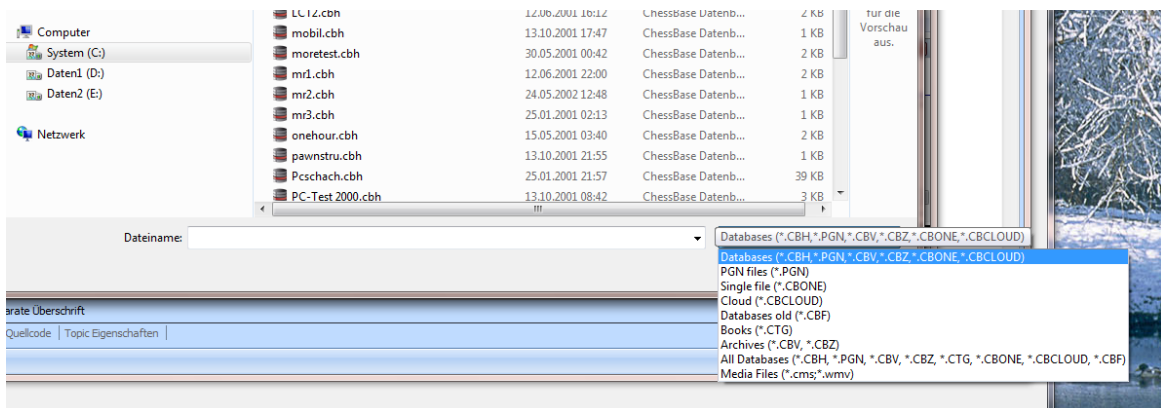 LCT2.cbh 12.06.2001 16:12 ChessBase Datenb... 2 KB für die
Computer mobil.cbh 13.10.2001 17:47 ChessBase Datenb... 1 KB Vorschau
System (C:) moretest.cbh 30.05.2001 00:42 ChessBase Datenb... 2 KB aus.
Daten1 (D:) mr1.cbh 12.06.2001 22:00 ChessBase Datenb... 2 KB
Daten2 (E:) mr2.cbh 24.05.2002 12:48 ChessBase Datenb... 1 KB
mr3.cbh 25.01.2001 02:13 ChessBase Datenb... 1 KB
Netzwerk onehour.cbh 15.05.2001 03:40 ChessBase Datenb... 2 KB
pawnstru.cbh 13.10.2001 21:55 ChessBase Datenb... 1 KB
Pcschach.cbh 25.01.2001 21:57 ChessBase Datenb... 39 KB
PC-Test 2000.cbh 13.10.2001 08:42 ChessBase Datenb... 3 KB
Dateiname: Databases (*.CBH,*.PGN,*.CBV,*.CBZ,*.CBONE,*.CBCLOUD)
Databases (*.CBH,*.PGN,*.CBV,*.CBZ,*.CBONE,*.CBCLOUD)
PGN files (*.PGN)
Single file (*.CBONE)
Cloud (*.CBCLOUD)
Databases old (*.CBF)
Books (*.CTG)
Archives (*.CBV, *.CBZ)
All Databases (*.CBH, *.PGN, *.CBV, *.CBZ, *.CTG, *.CBONE, *.CBCLOUD, *.CBF)
Media Files (*.cms;*.wmv)
arate Überschrift
Quellcode | Topic Eigenschaften |